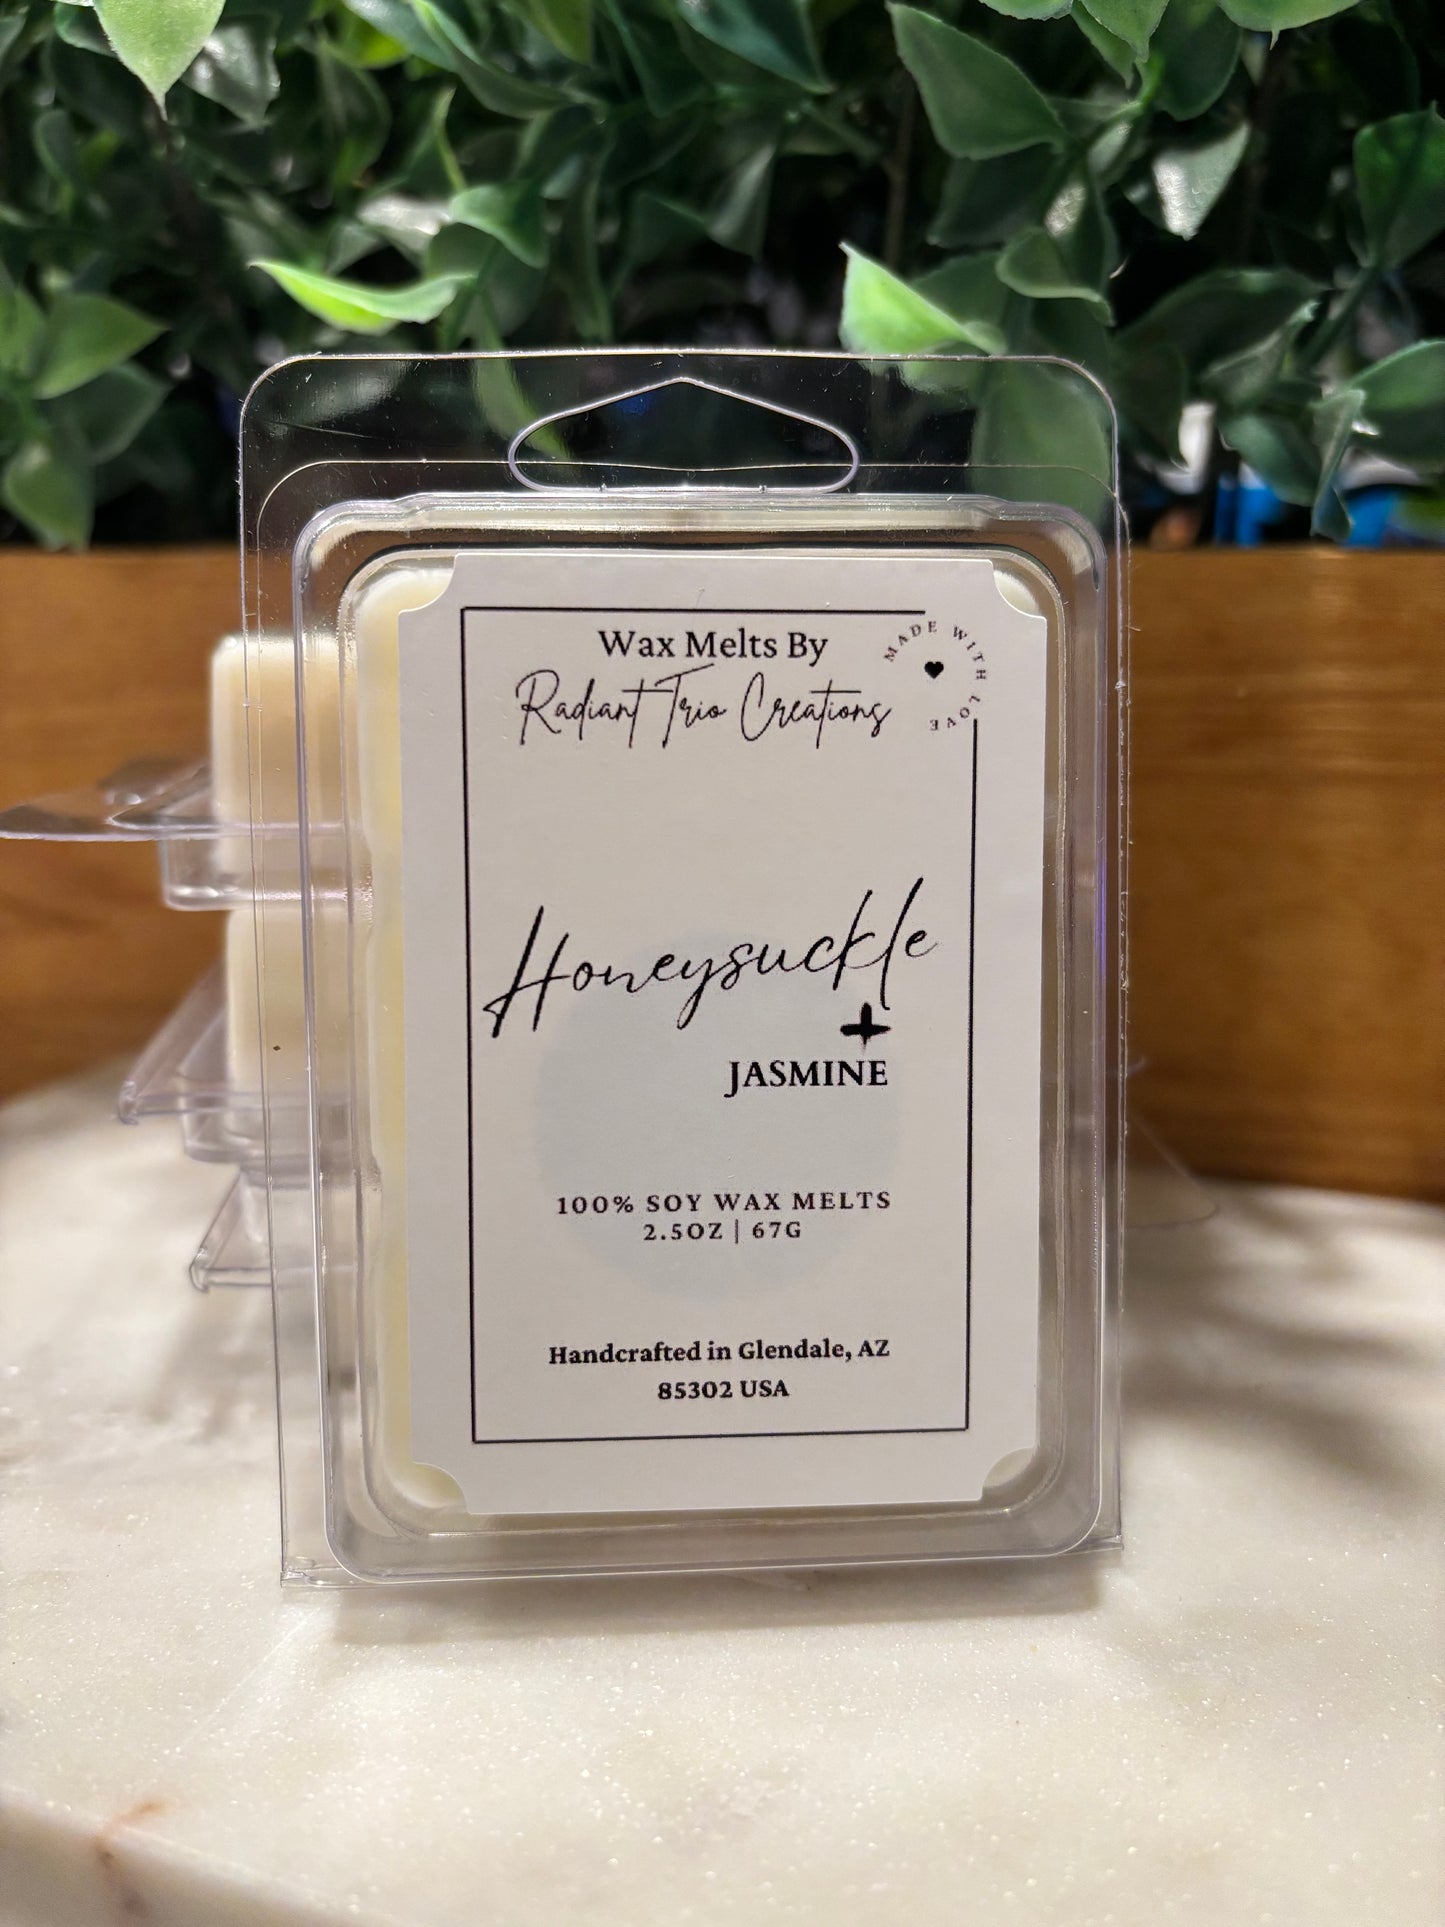 Wax Melts By
Radiant Trio Creations
MADE WITH LOVE
Honeysuckle
+
JASMINE
100% SOY WAX MELTS
2.5OZ | 67G
Handcrafted in Glendale, AZ
85302 USA